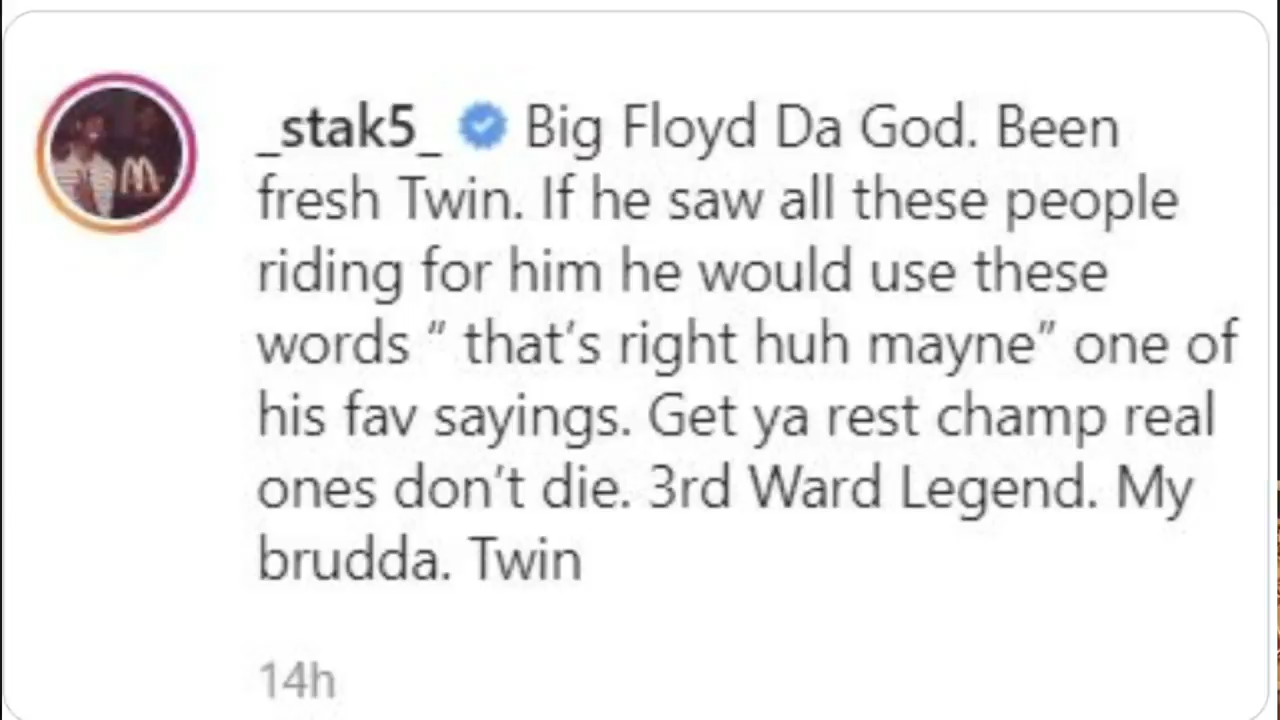 _stak5_ Big Floyd Da God. Been
fresh Twin. If he saw all these people
riding for him he would use these
words “ that’s right huh mayne” one of
his fav sayings. Get ya rest champ real
ones don’t die. 3rd Ward Legend. My
brudda. Twin
14h